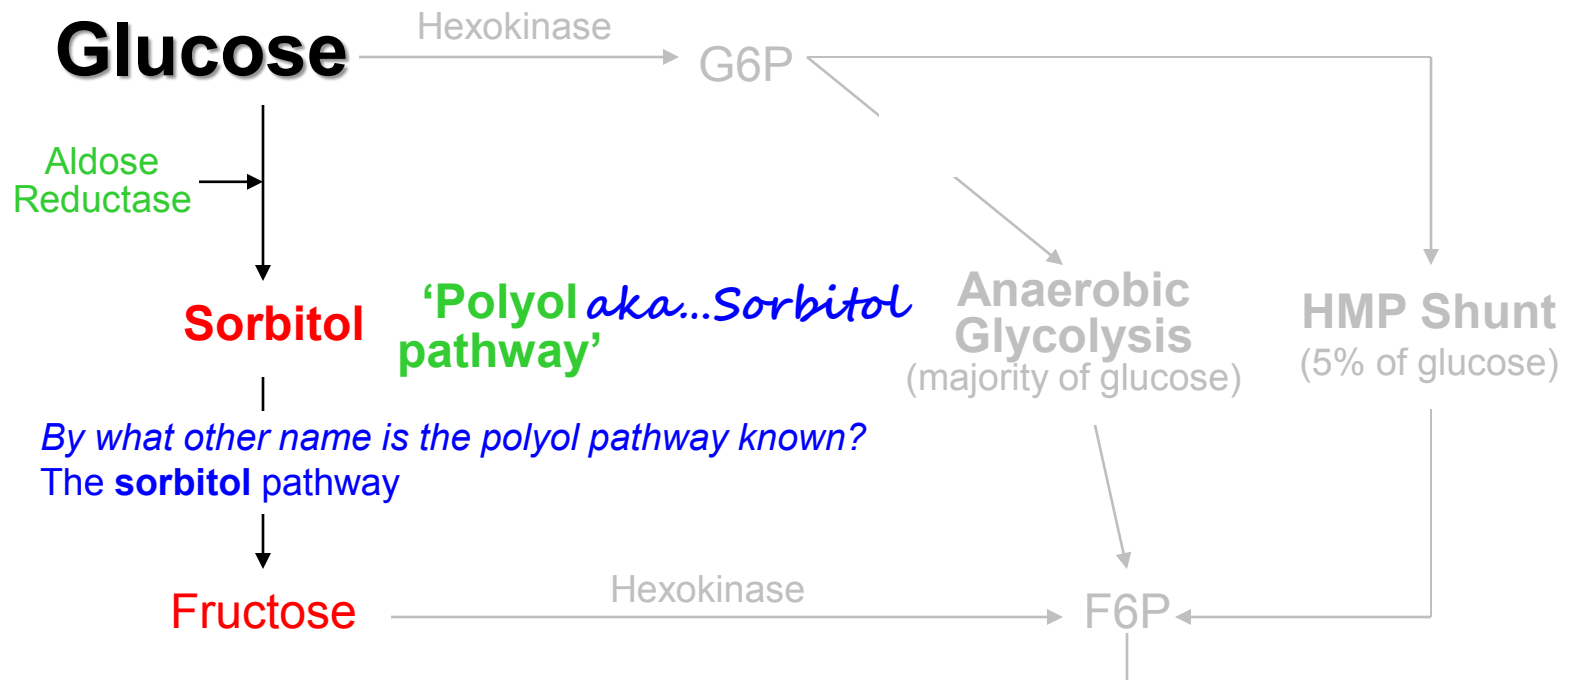 Glucose
Hexokinase
G6P
Aldose
Reductase
Sorbitol
‘Polyol aka...Sorbitol
pathway’
Anaerobic
Glycolysis
(majority of glucose)
HMP Shunt
(5% of glucose)
By what other name is the polyol pathway known?
The sorbitol pathway
Fructose
Hexokinase
F6P